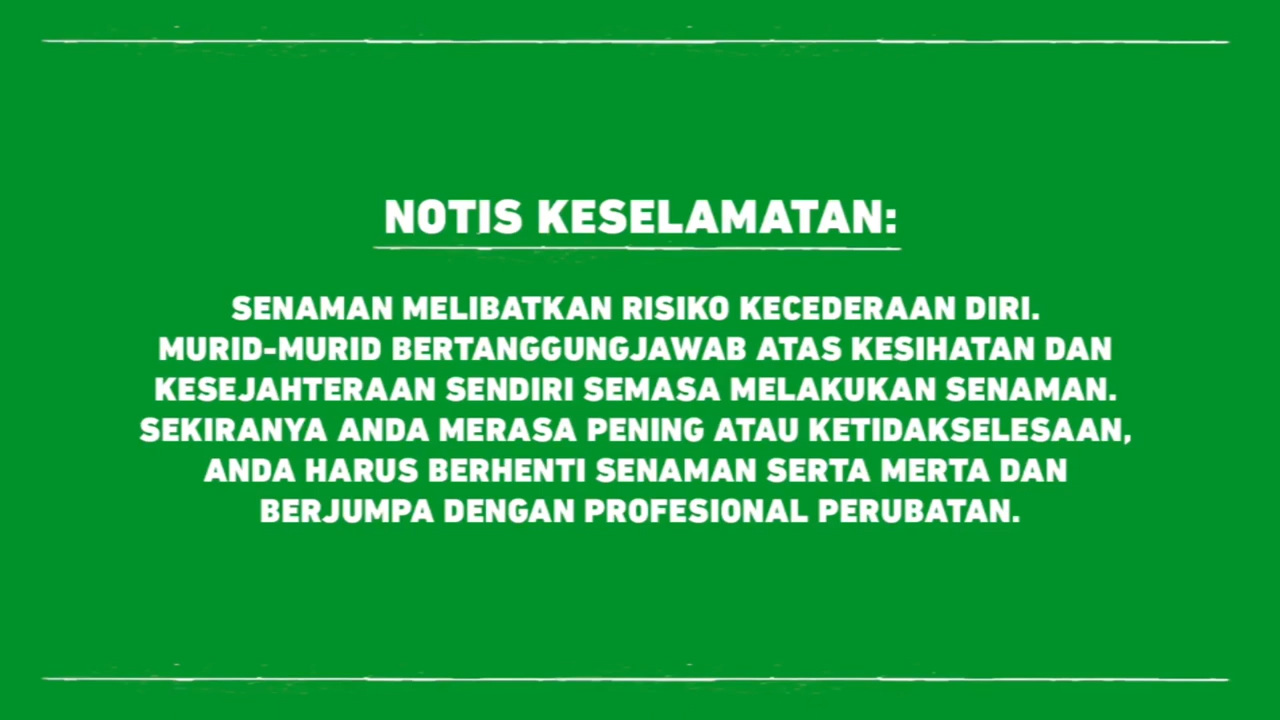 NOTIS KESELAMATAN:
SENAMAN MELIBATKAN RISIKO KECEDERAAN DIRI.
MURID-MURID BERTANGGUNGJAWAB ATAS KESIHATAN DAN
KESEJAHTERAAN SENDIRI SEMASA MELAKUKAN SENAMAN.
SEKIRANYA ANDA MERASA PENING ATAU KETIDAKSELESAAN,
ANDA HARUS BERHENTI SENAMAN SERTA MERTA DAN
BERJUMPA DENGAN PROFESIONAL PERUBATAN.